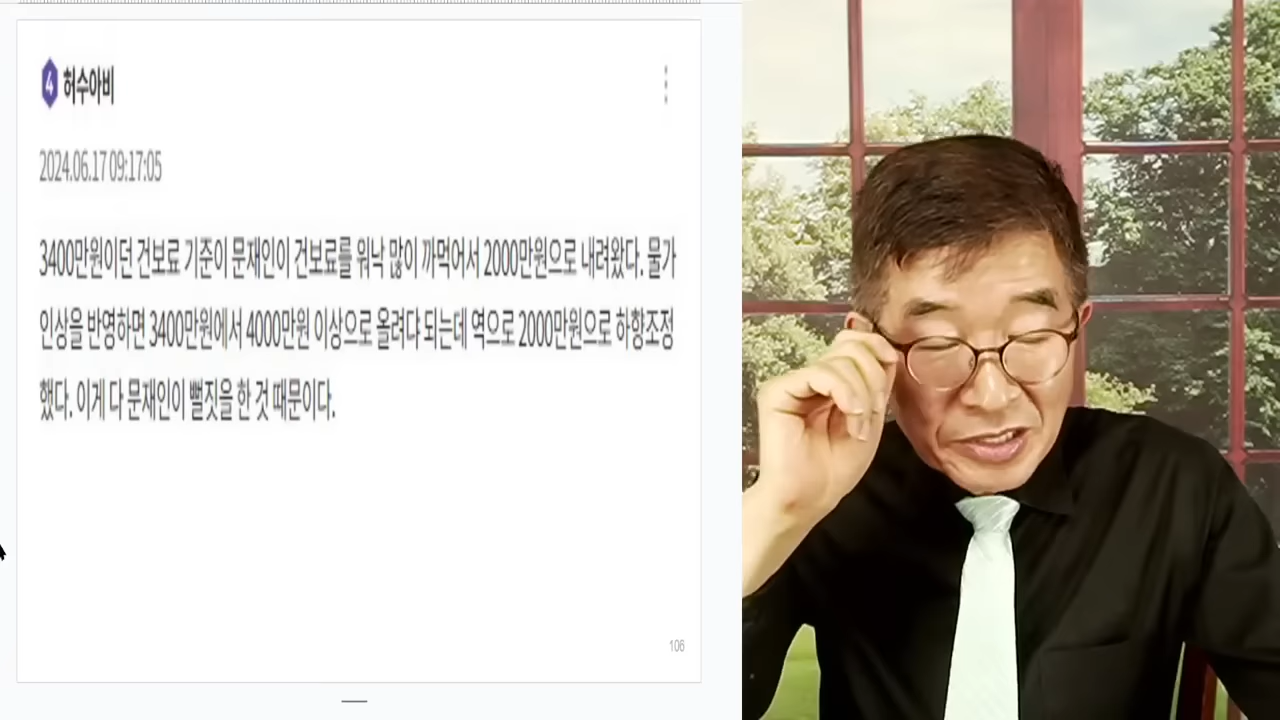 4 허수아비
2024.06.17 09:17:05
3400만원이던 건보료 기준이 문재인이 건보료를 워낙 많이 까먹어서 2000만원으로 내려왔다. 물가
인상을 반영하면 3400만원에서 4000만원 이상으로 올려댜 되는데 역으로 2000만원으로 하향조정
했다. 이게 다 문재인이 뻘짓을 한 것 때문이다.
106